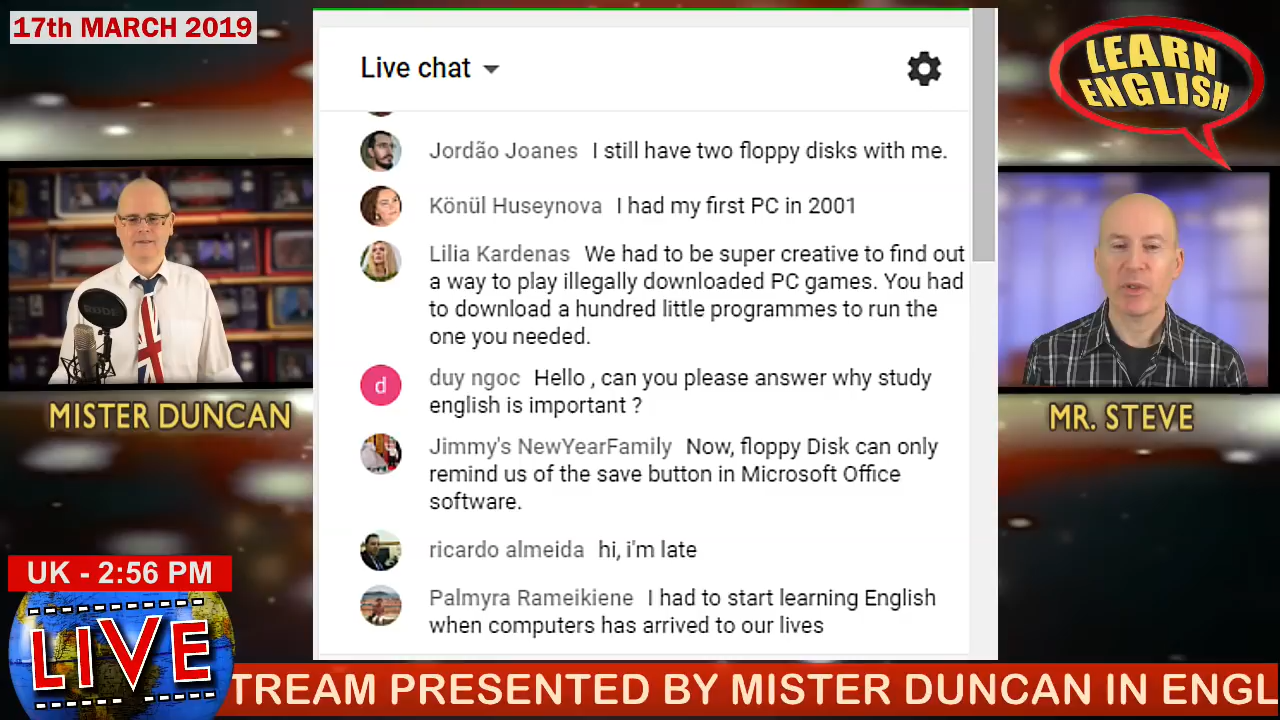 17th MARCH 2019
LEARN
ENGLISH
Live chat
Jordão Joanes I still have two floppy disks with me.
Könül Huseynova I had my first PC in 2001
Lilia Kardenas We had to be super creative to find out
a way to play illegally downloaded PC games. You had
to download a hundred little programmes to run the
one you needed.
d
duy ngoc Hello , can you please answer why study
english is important ?
Jimmy's NewYearFamily Now, floppy Disk can only
remind us of the save button in Microsoft Office
software.
ricardo almeida hi, i'm late
Palmyra Rameikiene I had to start learning English
when computers has arrived to our lives
MISTER DUNCAN
MR. STEVE
UK - 2:56 PM
LIVE
TREAM PRESENTED BY MISTER DUNCAN IN ENGL